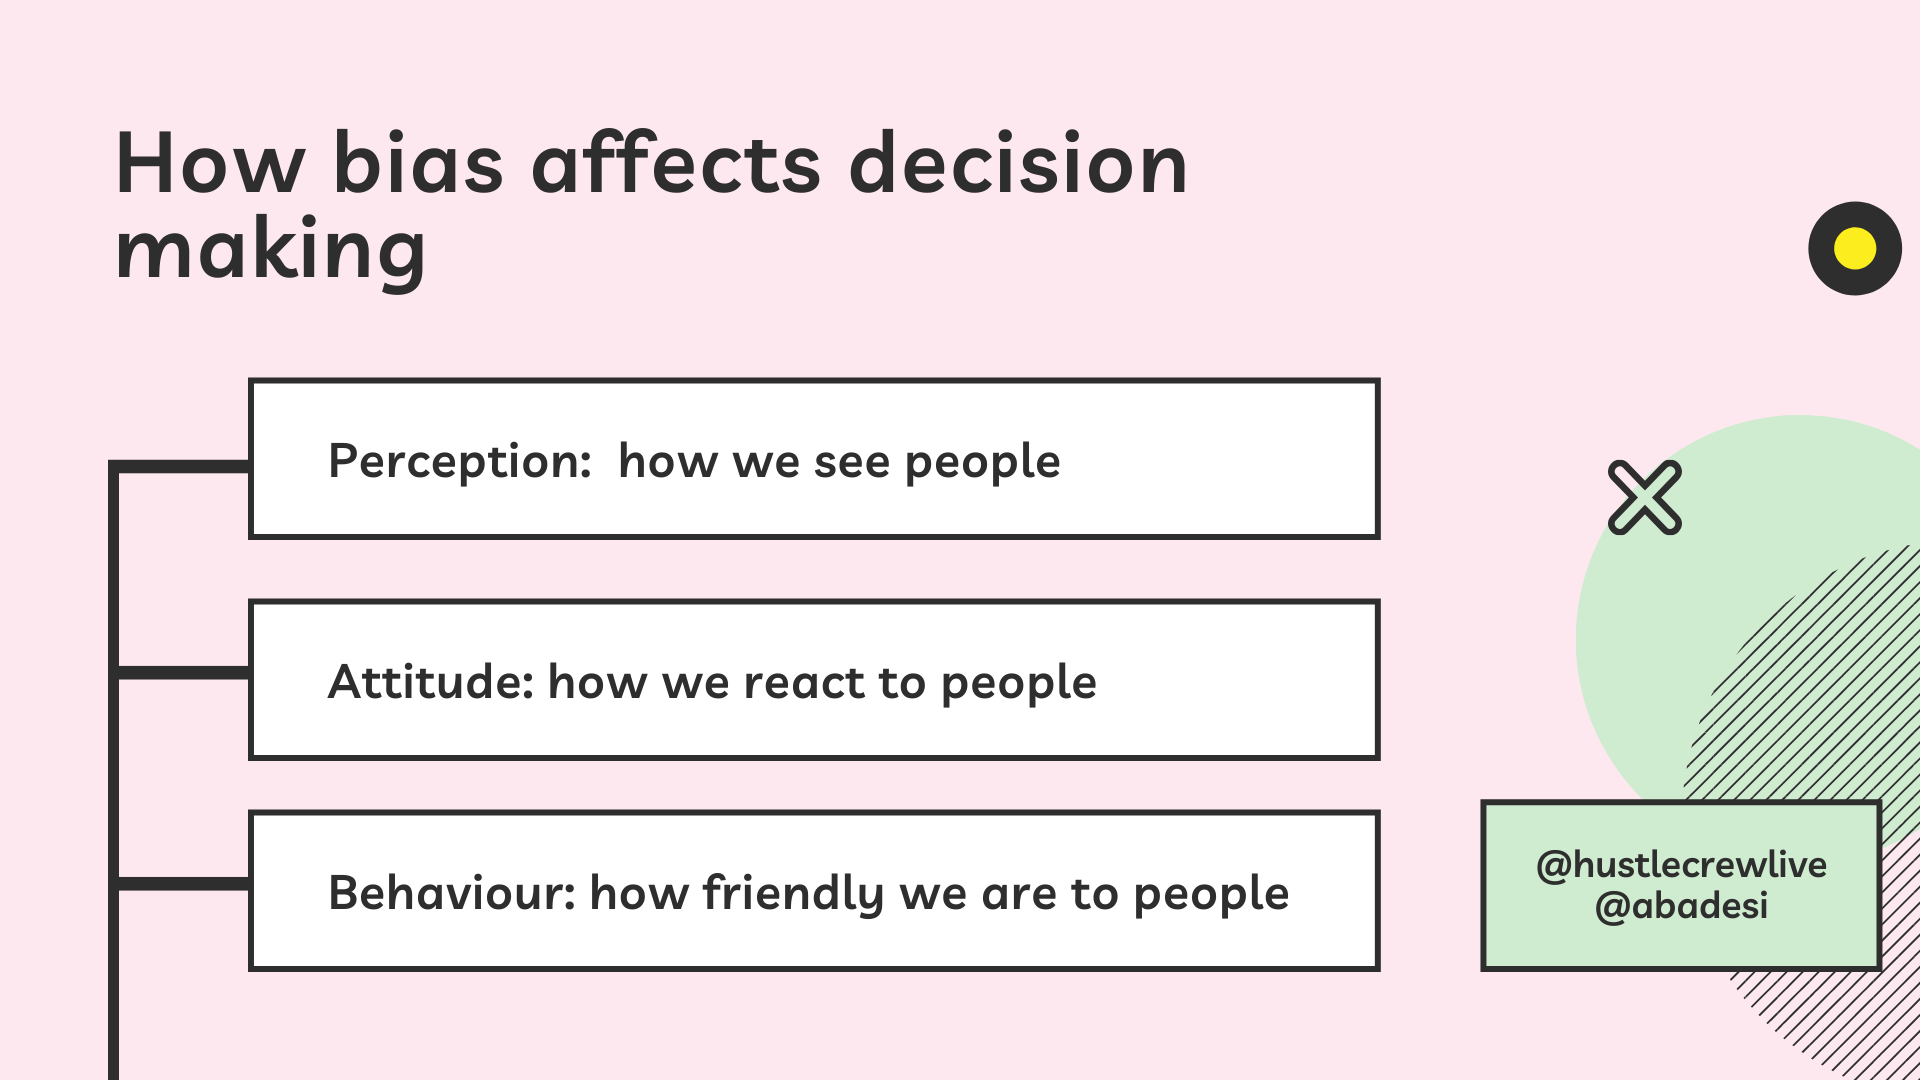 How bias affects decision
making
Perception:  how we see people
Attitude: how we react to people
Behaviour: how friendly we are to people
@hustlecrewlive
@abadesi